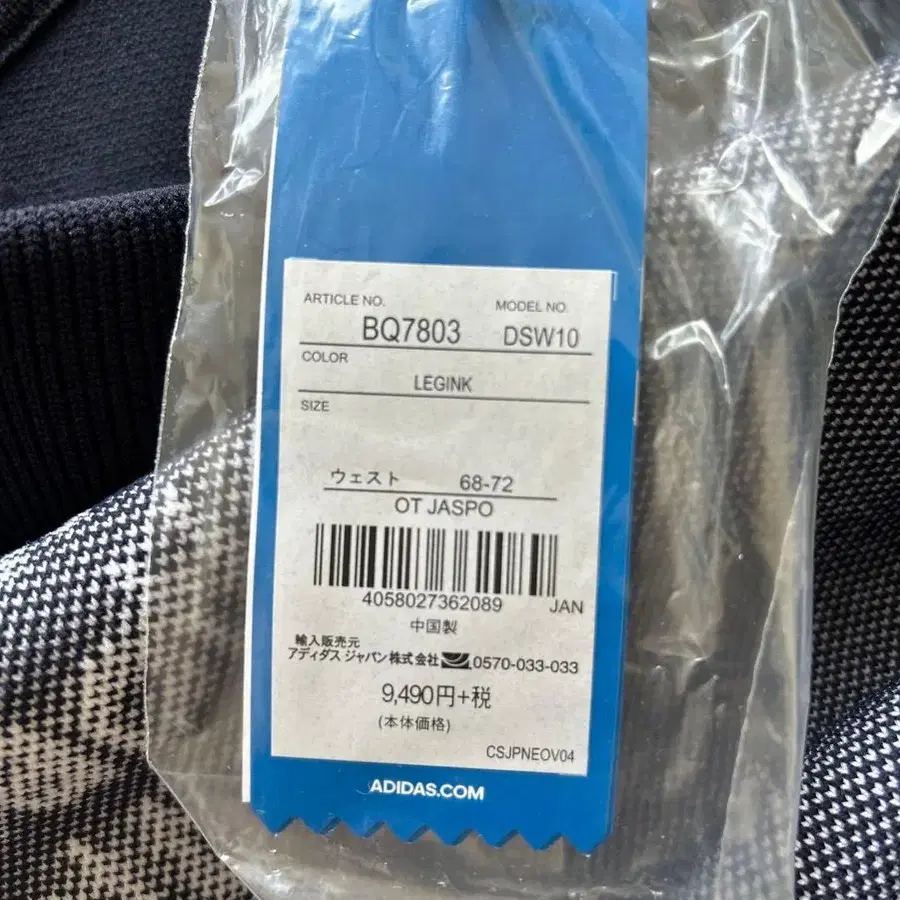 ARTICLE NO. MODEL NO.
BQ7803 DSW10
COLOR
LEGINK
SIZE
ウェスト 68-72
OT JASPO
4058027362089 JAN
中国製
輸入販売元
アディダス ジャパン株式会社 0570-033-033
9,490円+税
(本体価格)
CSJPNEOV04
ADIDAS.COM